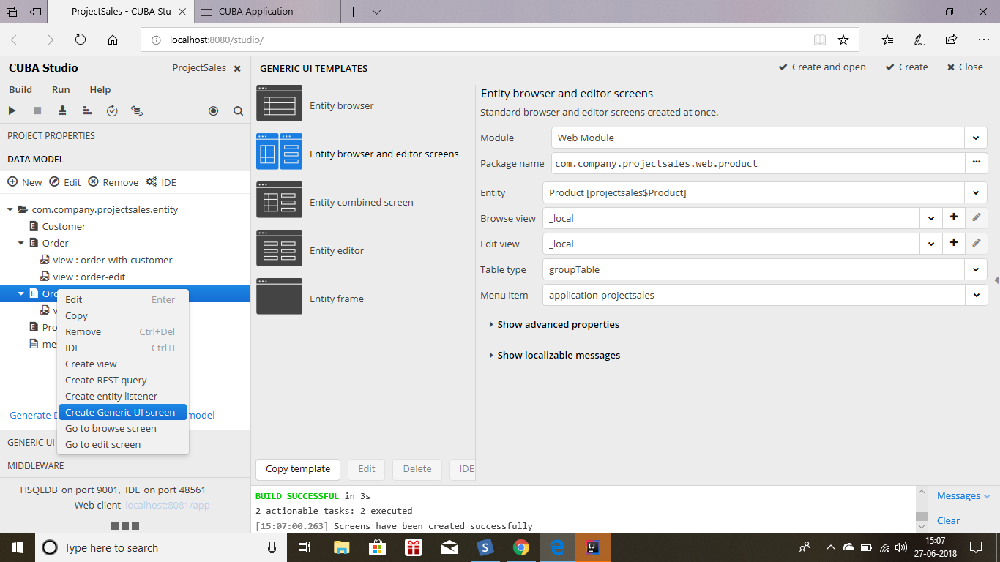 ProjectSales - CUBA Stu
CUBA Application
localhost:8080/studio/
CUBA Studio
ProjectSales
Build Run Help
PROJECT PROPERTIES
DATA MODEL
New Edit Remove IDE
com.company.projectsales.entity
E Customer
E Order
view : order-with-customer
view : order-edit
E Ord
v
E Pro
me
Edit Enter
Copy
Remove Ctrl+Del
IDE Ctrl+I
Create view
Create REST query
Create entity listener
Create Generic UI screen
Go to browse screen
Go to edit screen
Generate D model
GENERIC UI
MIDDLEWARE
HSQLDB on port 9001, IDE on port 48561
Web client localhost:8081/app
GENERIC UI TEMPLATES
Create and open Create Close
Entity browser
Entity browser and editor screens
Entity combined screen
Entity editor
Entity frame
Copy template Edit Delete IDE
Entity browser and editor screens
Standard browser and editor screens created at once.
Module Web Module
Package name com.company.projectsales.web.product
Entity Product [projectsales$Product]
Browse view _local
Edit view _local
Table type groupTable
Menu item application-projectsales
Show advanced properties
Show localizable messages
BUILD SUCCESSFUL in 3s
2 actionable tasks: 2 executed
[15:07:00.263] Screens have been created successfully
Messages
Clear
Type here to search
S
IJ
15:07
27-06-2018